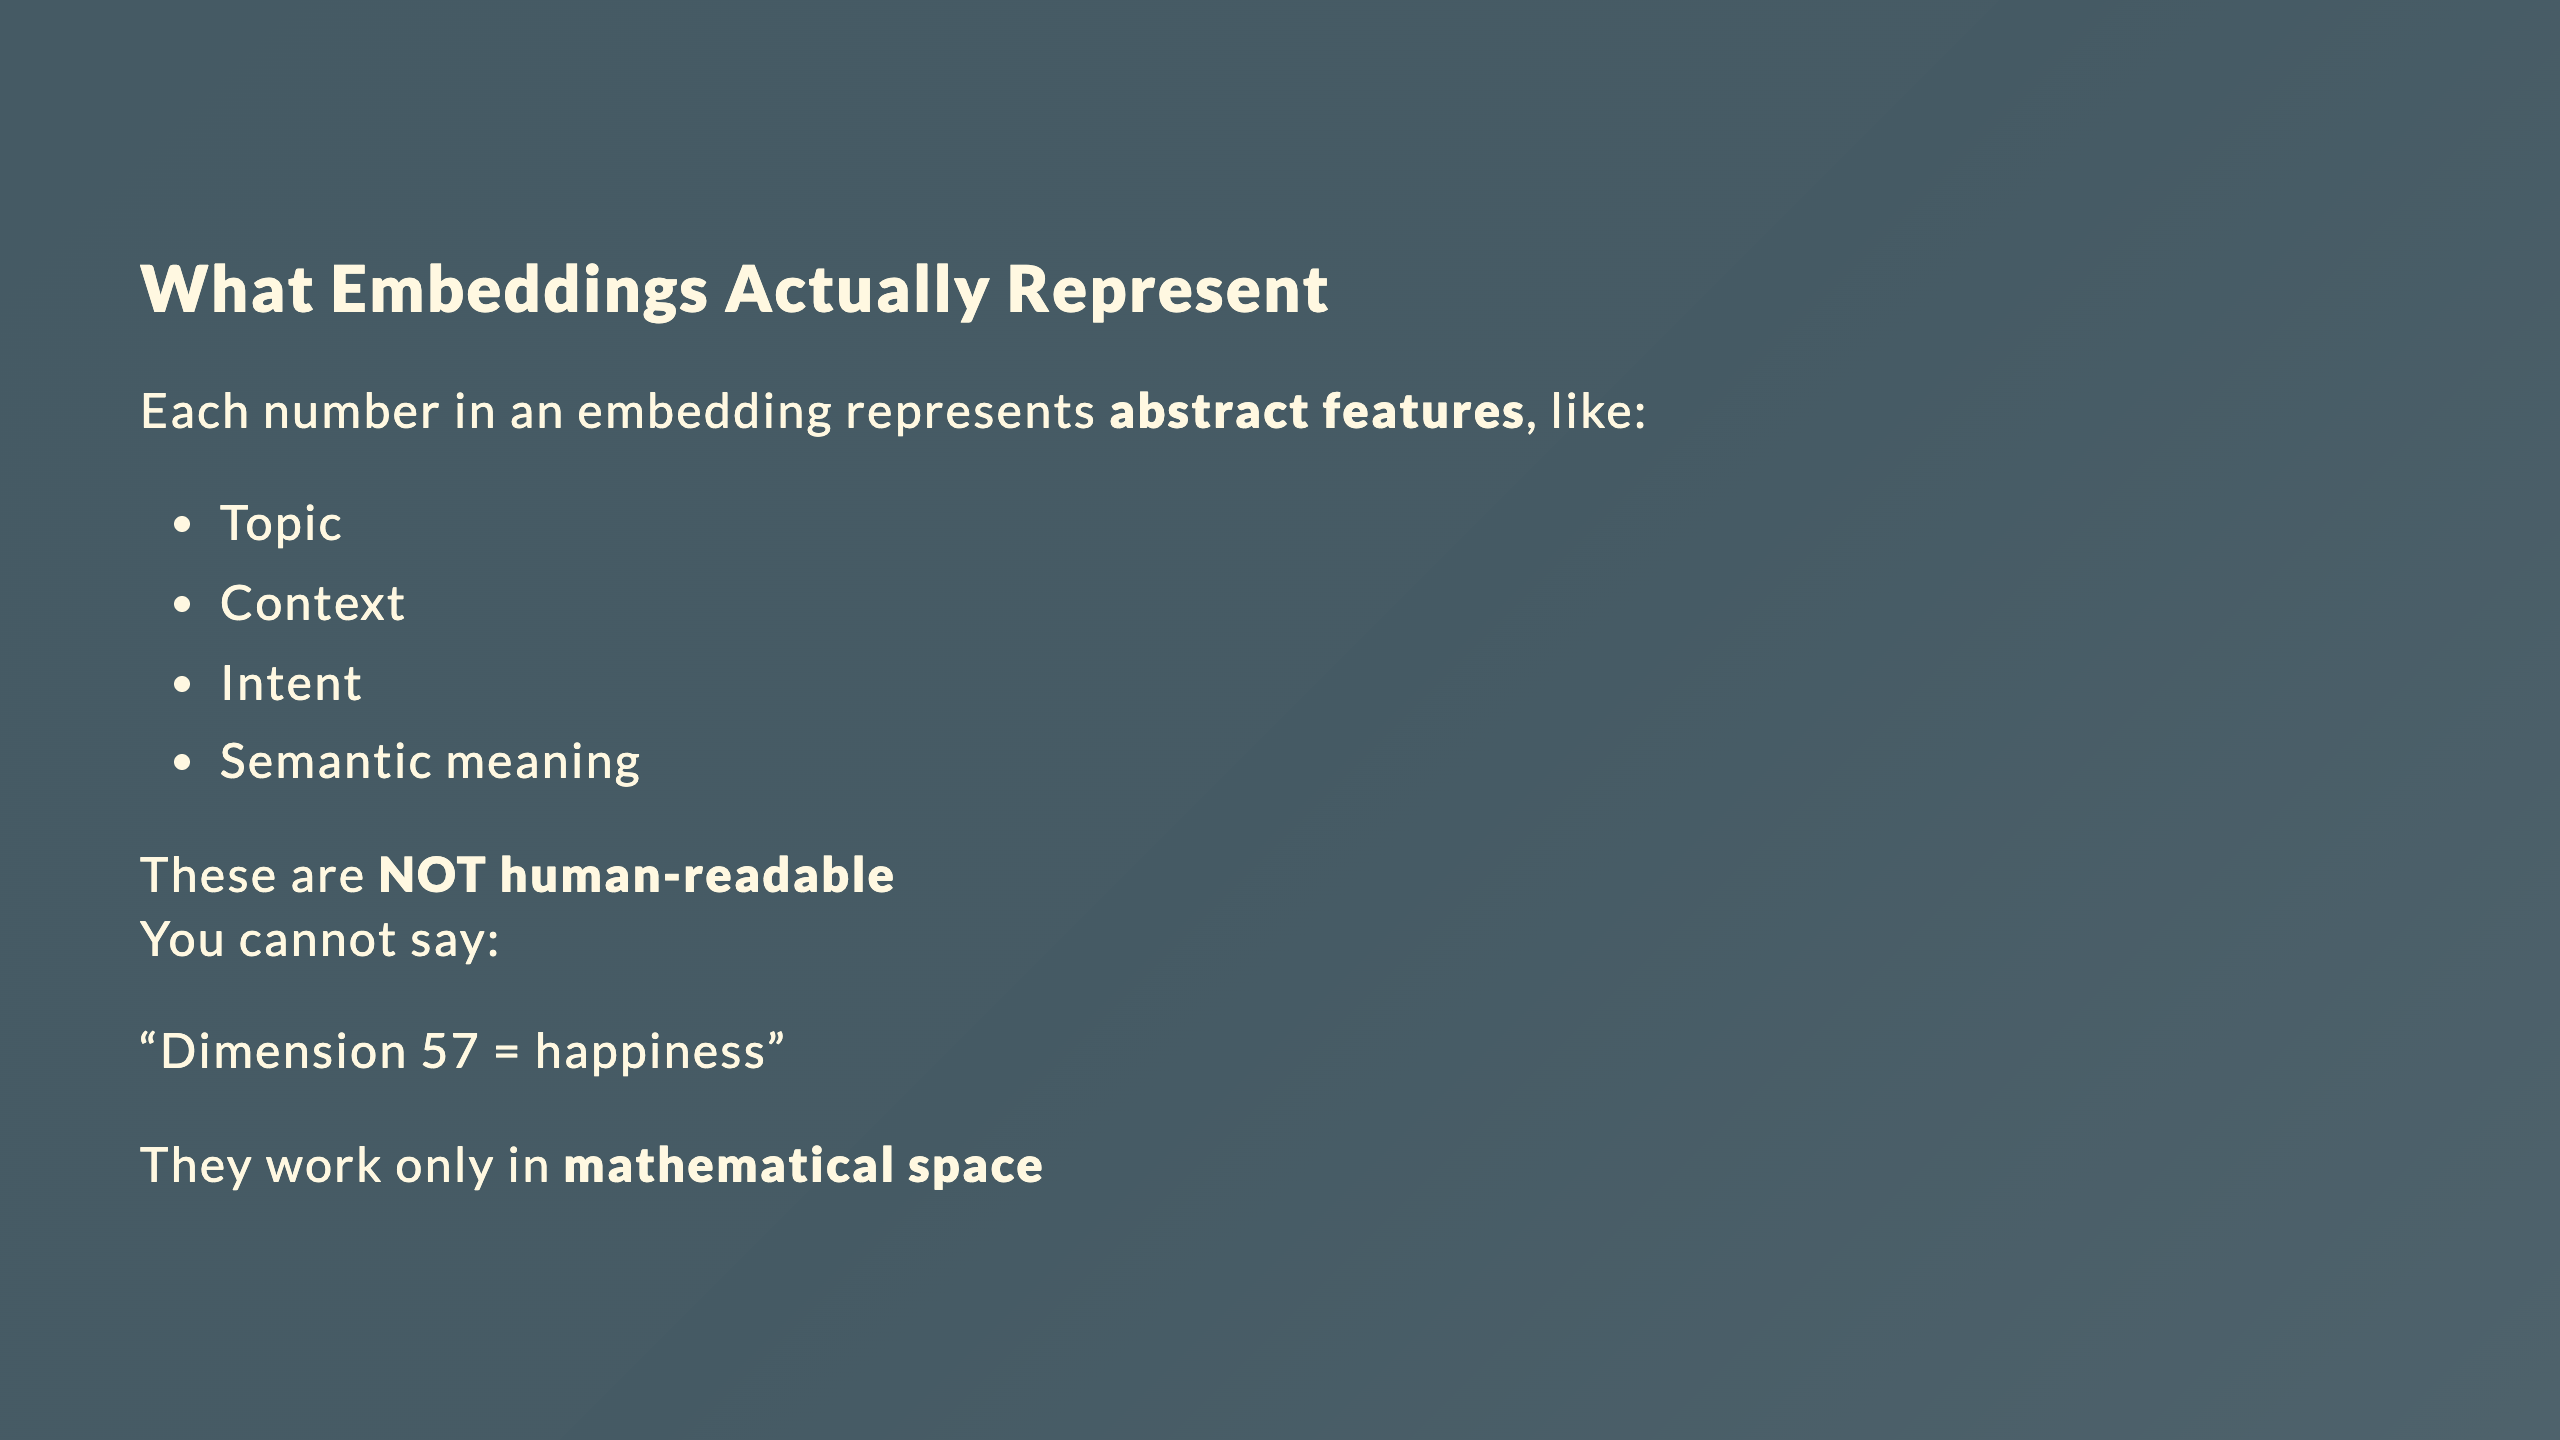 What Embeddings Actually Represent
Each number in an embedding represents abstract features, like:
• Topic
• Context
• Intent
• Semantic meaning
These are NOT human-readable
You cannot say:
“Dimension 57 = happiness”
They work only in mathematical space